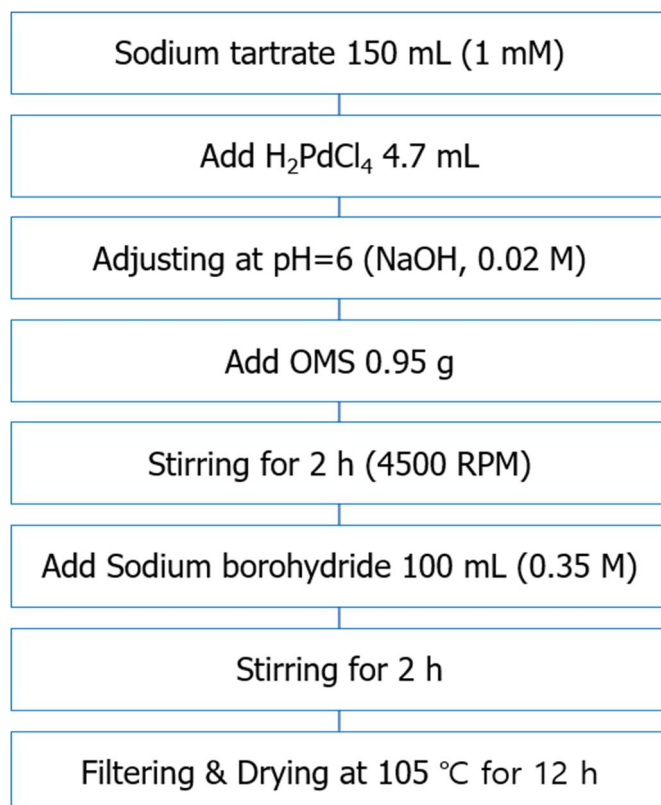 Sodium tartrate 150 mL (1 mM)
Add H₂PdCl₄ 4.7 mL
Adjusting at pH=6 (NaOH, 0.02 M)
Add OMS 0.95 g
Stirring for 2 h (4500 RPM)
Add Sodium borohydride 100 mL (0.35 M)
Stirring for 2 h
Filtering & Drying at 105 ℃ for 12 h